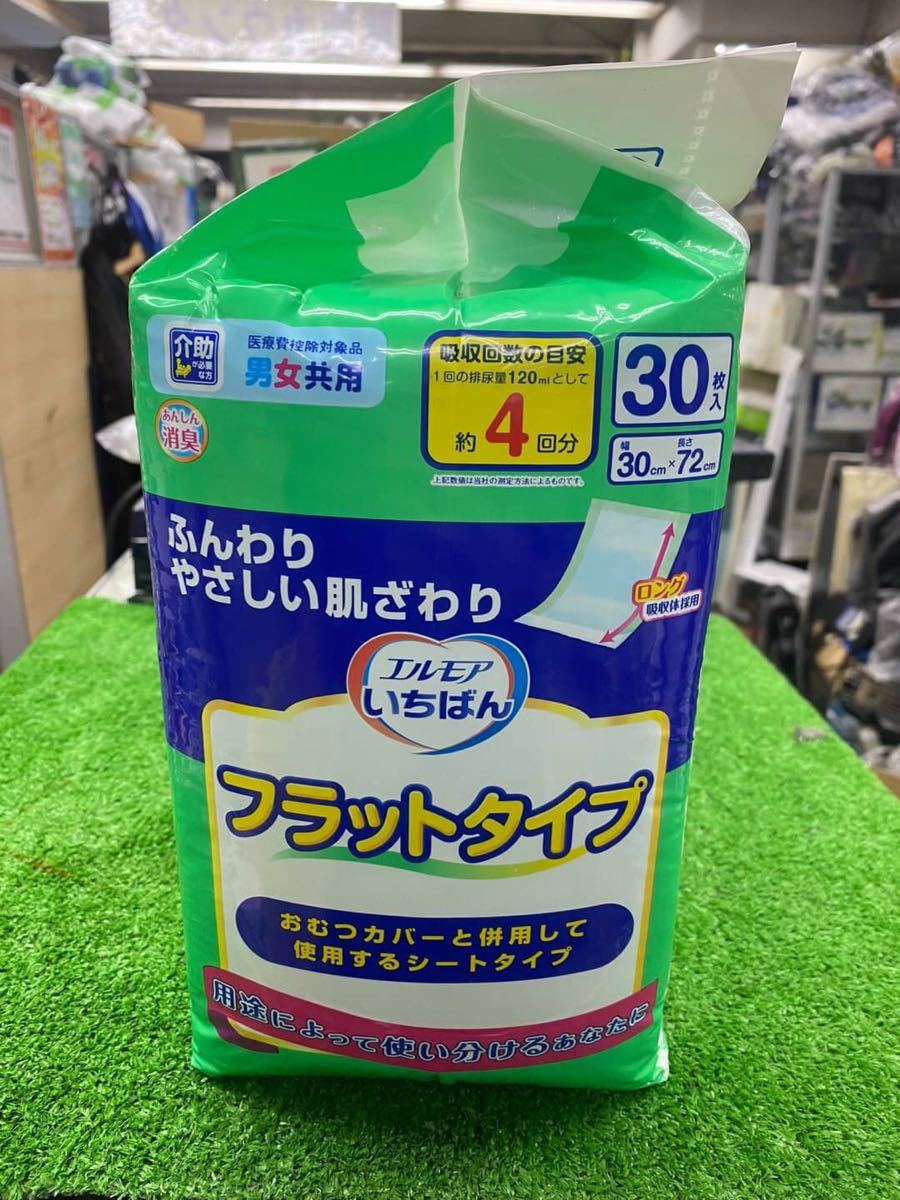 介助
が必要
な方
医療費控除対象品
男女共用
あんしん
消臭
吸収回数の目安
1回の排尿量120mlとして
約4回分
上記数値は当社の測定方法によるものです。
30枚入
幅 長さ
30cm×72cm
ふんわり
やさしい肌ざわり
ロング
吸収体採用
エルモア
いちばん
フラットタイプ
おむつカバーと併用して
使用するシートタイプ
用途によって使い分けるあなたに